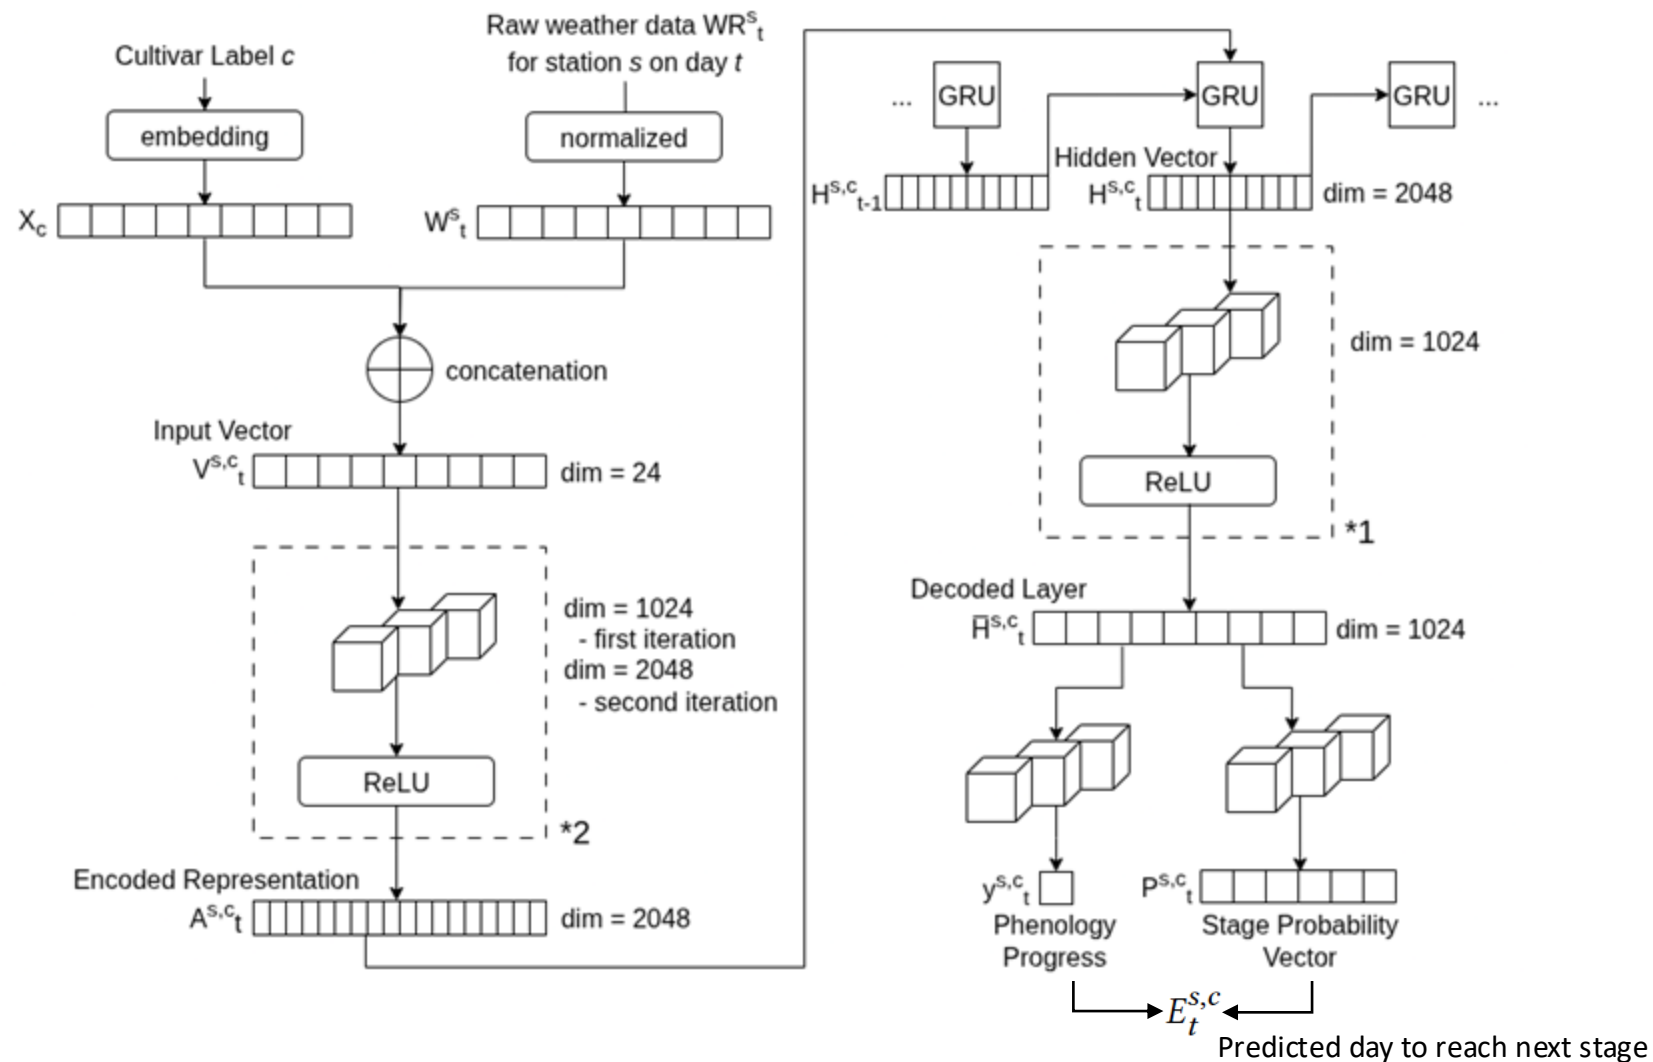 Cultivar Label c
embedding
X_c
Raw weather data WR^s_t
for station s on day t
normalized
W^s_t
concatenation
Input Vector
V^{s,c}_t
dim = 24
dim = 1024
- first iteration
dim = 2048
- second iteration
ReLU
*2
Encoded Representation
A^{s,c}_t
dim = 2048
... GRU
GRU
GRU ...
Hidden Vector
H^{s,c}_{t-1}
H^{s,c}_t
dim = 2048
dim = 1024
ReLU
*1
Decoded Layer
H̄^{s,c}_t
dim = 1024
y^{s,c}_t
Phenology
Progress
P^{s,c}_t
Stage Probability
Vector
E^{s,c}_t
Predicted day to reach next stage